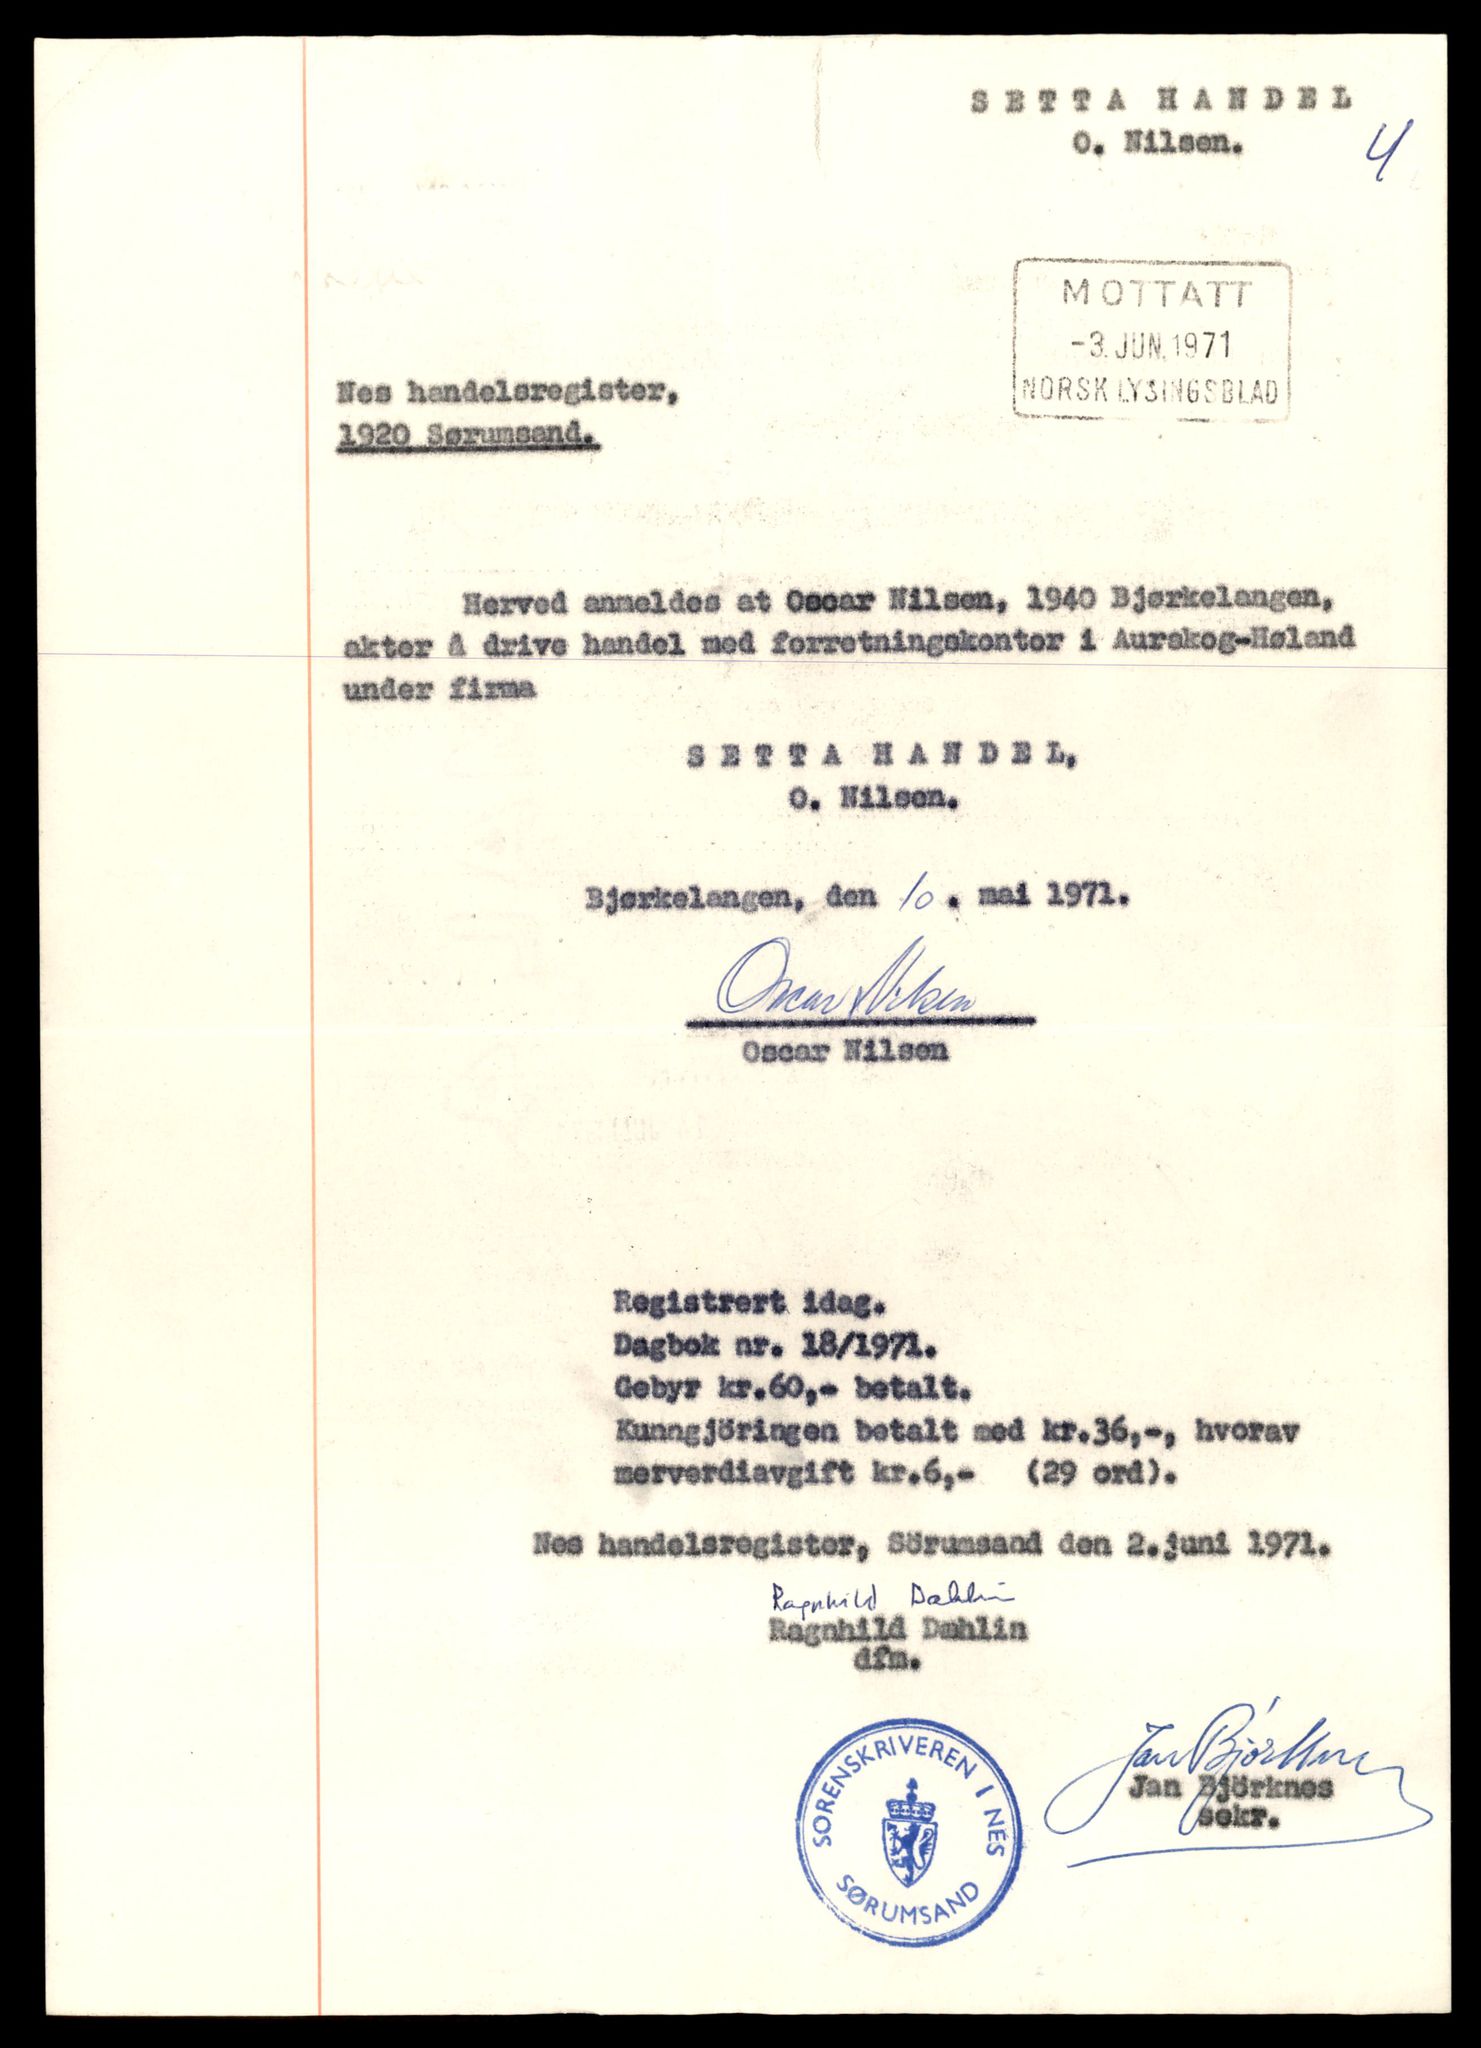 S E T T A  H A N D E L
O. Nilsen.
4
MOTTATT
-3. JUN. 1971
NORSK LYSINGSBLAD
Nes handelsregister,
1920 Sørumsand.
Herved anmeldes at Oscar Nilsen, 1940 Bjørkelangen,
akter å drive handel med forretningskontor i Aurskog-Høland
under firma
S E T T A  H A N D E L,
O. Nilsen.
Bjørkelangen, den 10. mai 1971.
Oscar Nilsen
Oscar Nilsen
Registrert idag.
Dagbok nr. 18/1971.
Gebyr kr.60,- betalt.
Kunngjöringen betalt med kr.36,-, hvorav
merverdiavgift kr.6,- (29 ord).
Nes handelsregister, Sörumsand den 2.juni 1971.
Ragnhild Dæhlin
Ragnhild Dæhlin
dfm.
Jan Björknes
Jan Björknes
sekr.
SORENSKRIVEREN I NES
SØRUMSAND